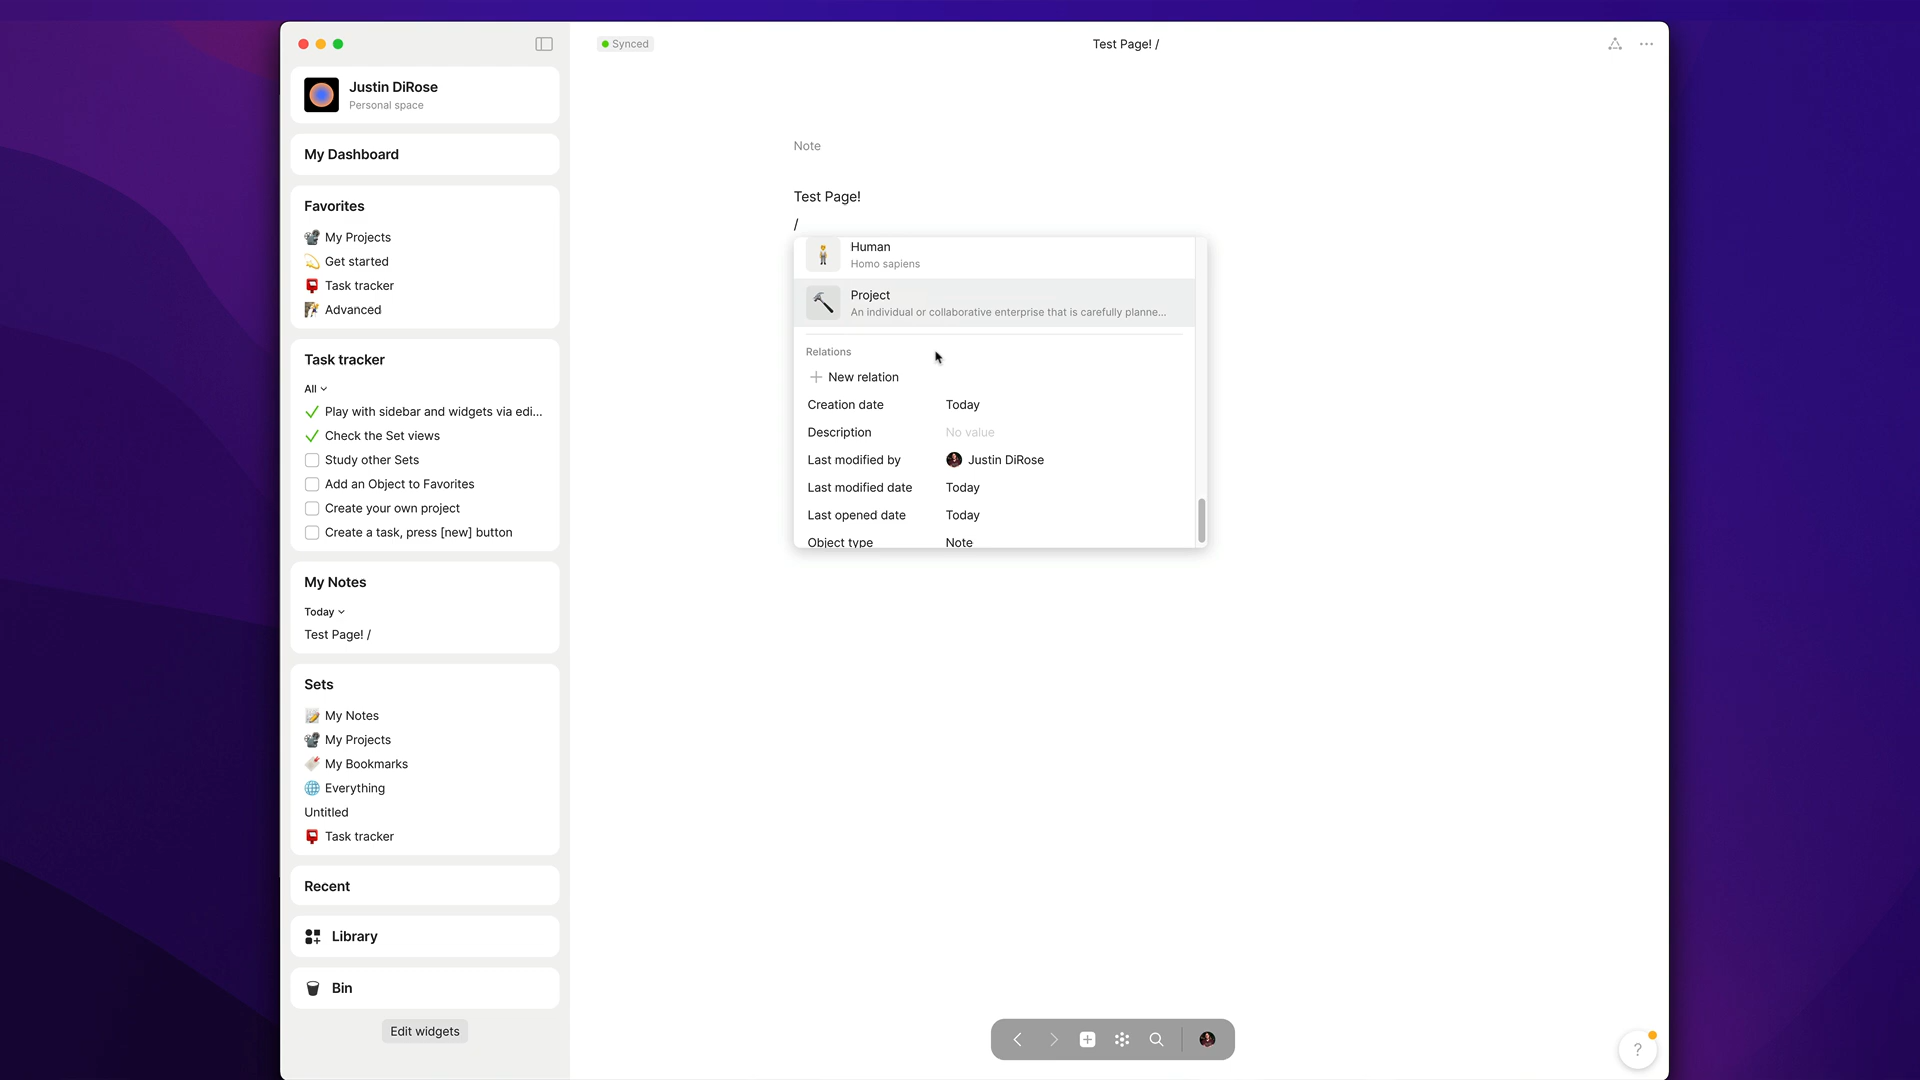 Justin DiRose
Personal space
My Dashboard
Favorites
My Projects
Get started
Task tracker
Advanced
Task tracker
All
Play with sidebar and widgets via edi...
Check the Set views
Study other Sets
Add an Object to Favorites
Create your own project
Create a task, press [new] button
My Notes
Today
Test Page! /
Sets
My Notes
My Projects
My Bookmarks
Everything
Untitled
Task tracker
Recent
Library
Bin
Edit widgets
Synced
Test Page! /
Note
Test Page!
/
Human
Homo sapiens
Project
An individual or collaborative enterprise that is carefully planne...
Relations
New relation
Creation date Today
Description No value
Last modified by Justin DiRose
Last modified date Today
Last opened date Today
Object type Note
?